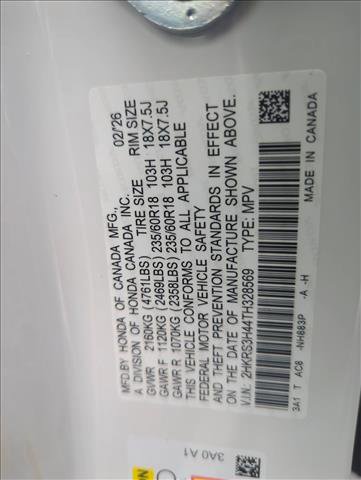 MFD.BY HONDA OF CANADA MFG., 02/'26
A DIVISION OF HONDA CANADA INC.
TIRE SIZE RIM SIZE
GVWR 2160KG (4761LBS)
GAWR F 1120KG (2469LBS) 235/60R18 103H 18X7.5J
GAWR R 1070KG (2358LBS) 235/60R18 103H 18X7.5J
THIS VEHICLE CONFORMS TO ALL APPLICABLE
FEDERAL MOTOR VEHICLE SAFETY
AND THEFT PREVENTION STANDARDS IN EFFECT
ON THE DATE OF MANUFACTURE SHOWN ABOVE.
V.I.N: 2HKRS3H44TH328569 TYPE: MPV
3A1 T AC8 -NH883P -A -H MADE IN CANADA
3A0 A1